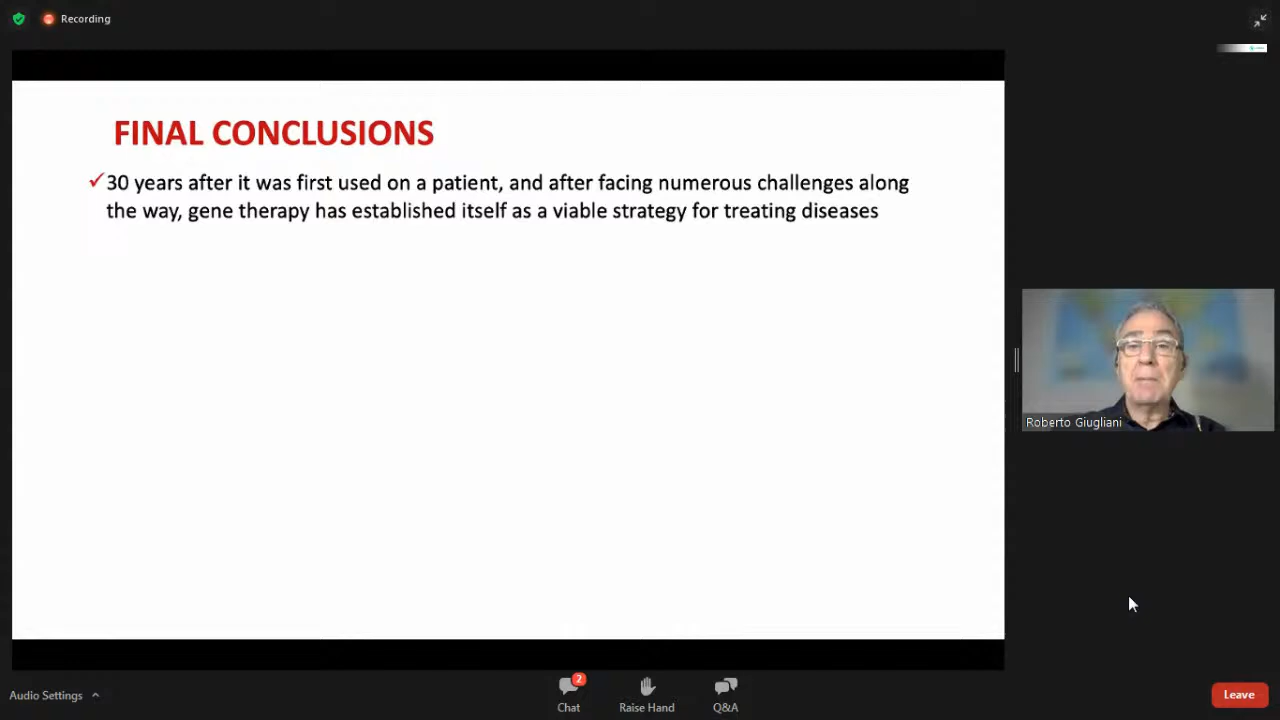 Recording
FINAL CONCLUSIONS
✓30 years after it was first used on a patient, and after facing numerous challenges along
the way, gene therapy has established itself as a viable strategy for treating diseases
Roberto Giugliani
Audio Settings
2
Chat
Raise Hand
Q&A
Leave